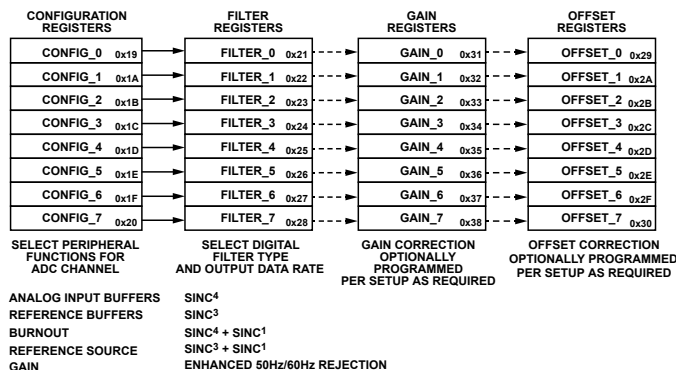 CONFIGURATION REGISTERS
FILTER REGISTERS
GAIN REGISTERS
OFFSET REGISTERS
CONFIG_0 0x19 FILTER_0 0x21 GAIN_0 0x31 OFFSET_0 0x29
CONFIG_1 0x1A FILTER_1 0x22 GAIN_1 0x32 OFFSET_1 0x2A
CONFIG_2 0x1B FILTER_2 0x23 GAIN_2 0x33 OFFSET_2 0x2B
CONFIG_3 0x1C FILTER_3 0x24 GAIN_3 0x34 OFFSET_3 0x2C
CONFIG_4 0x1D FILTER_4 0x25 GAIN_4 0x35 OFFSET_4 0x2D
CONFIG_5 0x1E FILTER_5 0x26 GAIN_5 0x36 OFFSET_5 0x2E
CONFIG_6 0x1F FILTER_6 0x27 GAIN_6 0x37 OFFSET_6 0x2F
CONFIG_7 0x20 FILTER_7 0x28 GAIN_7 0x38 OFFSET_7 0x30
SELECT PERIPHERAL
FUNCTIONS FOR
ADC CHANNEL
SELECT DIGITAL
FILTER TYPE
AND OUTPUT DATA RATE
GAIN CORRECTION
OPTIONALLY
PROGRAMMED
PER SETUP AS REQUIRED
OFFSET CORRECTION
OPTIONALLY PROGRAMMED
PER SETUP AS REQUIRED
ANALOG INPUT BUFFERS SINC⁴
REFERENCE BUFFERS SINC³
BURNOUT SINC⁴ + SINC¹
REFERENCE SOURCE SINC³ + SINC¹
GAIN ENHANCED 50Hz/60Hz REJECTION